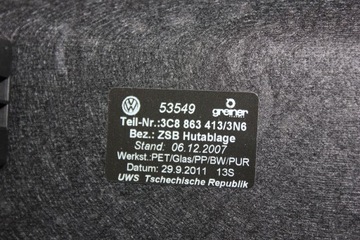 53549 greiner
Teil-Nr.:3C8 863 413/3N6
Bez.: ZSB Hutablage
Stand: 06.12.2007
Werkst.:PET/Glas/PP/BW/PUR
Datum: 29.9.2011 13S
UWS Tschechische Republik